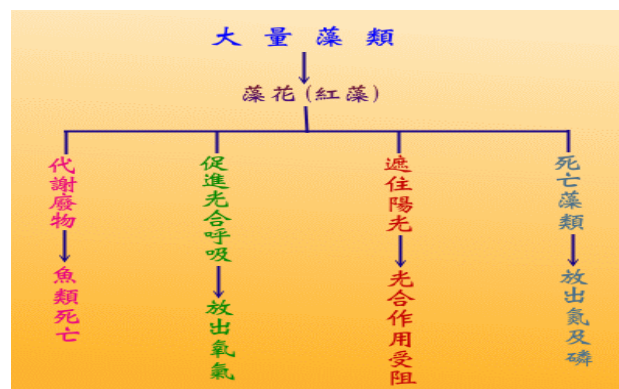 大量藻類
藻花(紅藻)
代謝廢物
魚類死亡
促進光合呼吸
放出氧氣
遮住陽光
光合作用受阻
死亡藻類
放出氮及磷